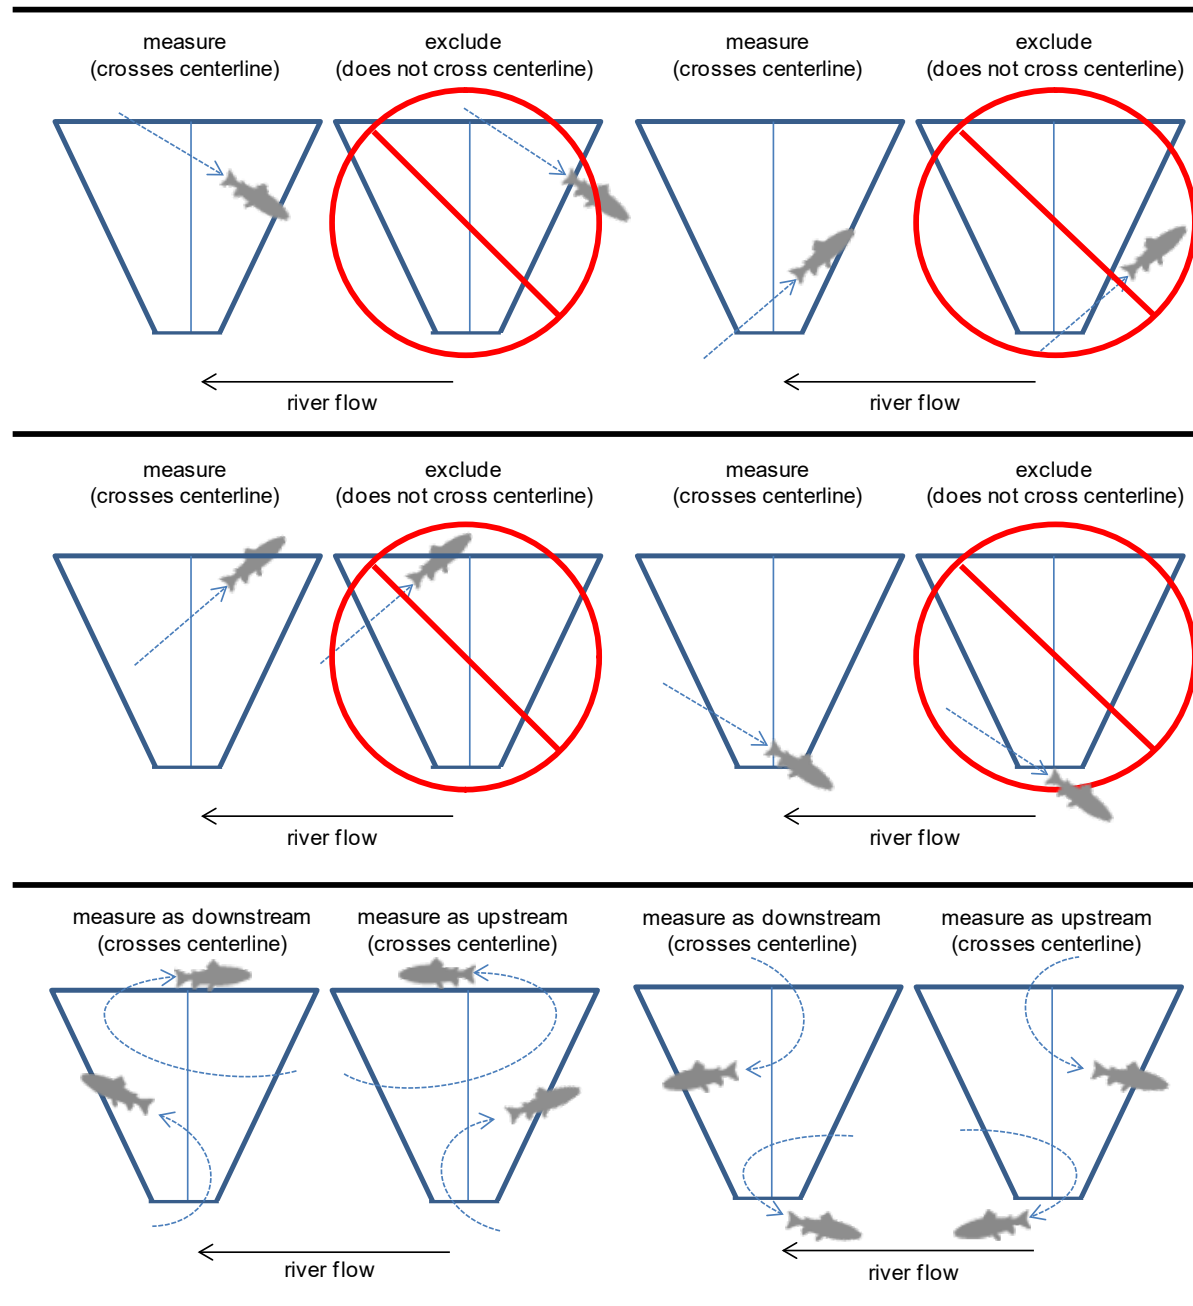 measure
(crosses centerline)
exclude
(does not cross centerline)
measure
(crosses centerline)
exclude
(does not cross centerline)
river flow
river flow
measure
(crosses centerline)
exclude
(does not cross centerline)
measure
(crosses centerline)
exclude
(does not cross centerline)
river flow
river flow
measure as downstream
(crosses centerline)
measure as upstream
(crosses centerline)
measure as downstream
(crosses centerline)
measure as upstream
(crosses centerline)
river flow
river flow